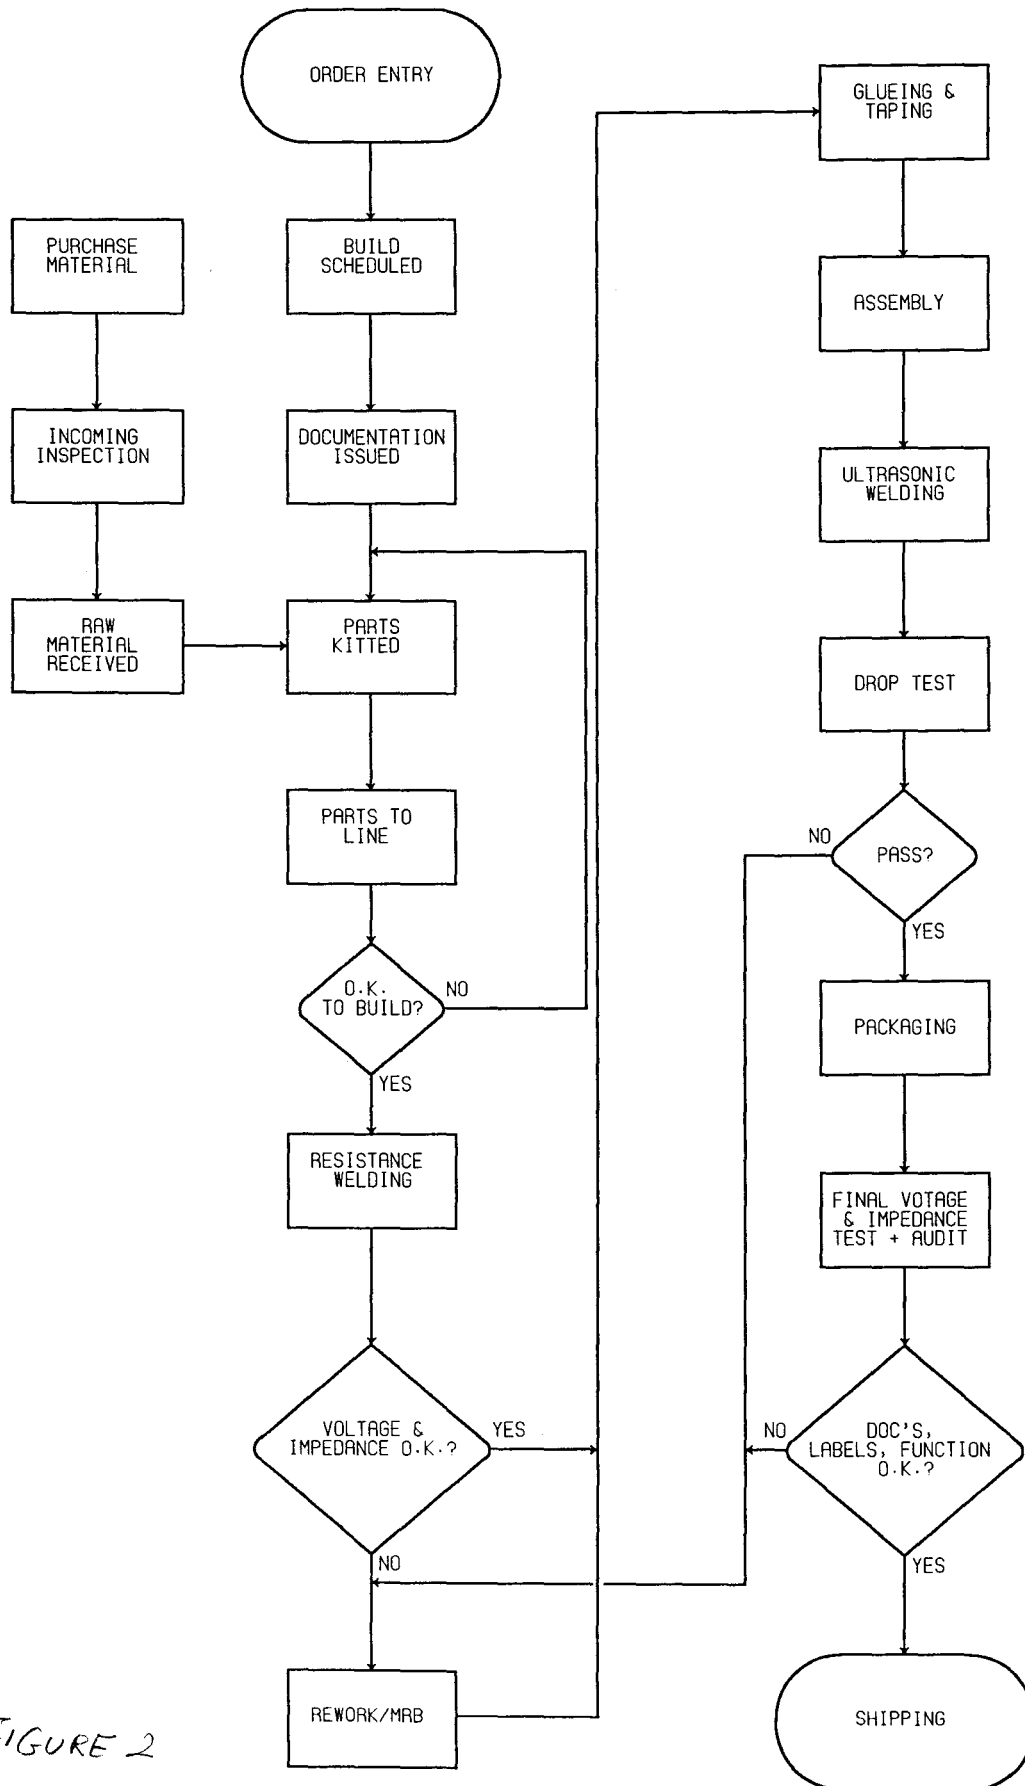 ORDER ENTRY
GLUEING &
TAPING
PURCHASE
MATERIAL
BUILD
SCHEDULED
ASSEMBLY
INCOMING
INSPECTION
DOCUMENTATION
ISSUED
ULTRASONIC
WELDING
RAW
MATERIAL
RECEIVED
PARTS
KITTED
DROP TEST
PARTS TO
LINE
NO
PASS?
YES
O.K.
TO BUILD?
NO
YES
PACKAGING
RESISTANCE
WELDING
FINAL VOTAGE
& IMPEDANCE
TEST + AUDIT
VOLTAGE &
IMPEDANCE O.K.?
YES
NO
NO
DOC'S,
LABELS, FUNCTION
O.K.?
YES
REWORK/MRB
SHIPPING
FIGURE 2